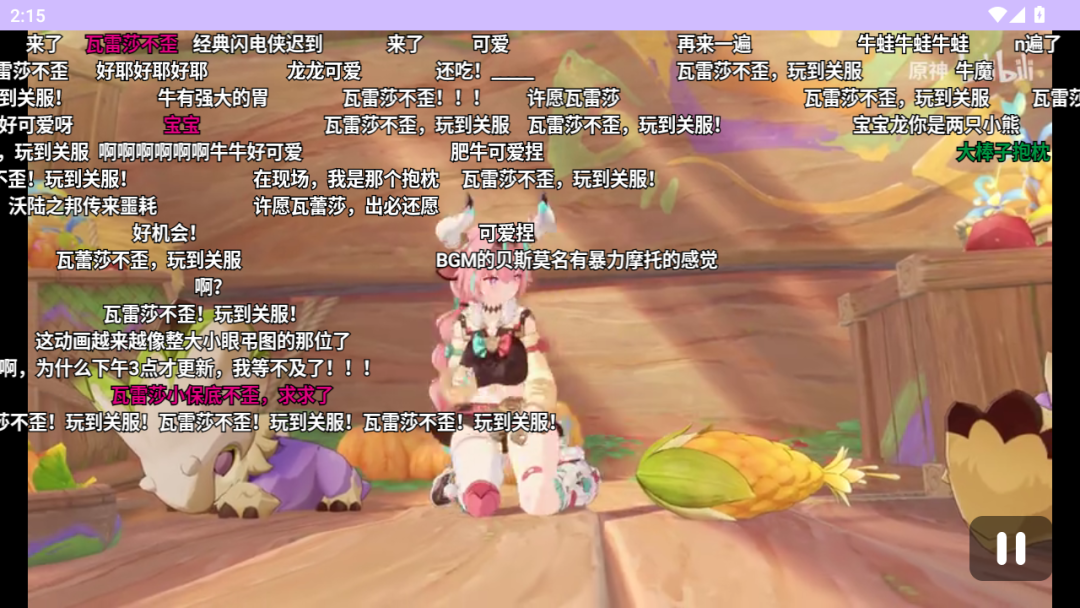 2:15
来了 瓦雷莎不歪 经典闪电侠迟到 来了 可爱 再来一遍 牛蛙牛蛙牛蛙 n遍了
雷莎不歪 好耶好耶好耶 龙龙可爱 还吃！____ 瓦雷莎不歪，玩到关服 原神 牛魔 bili
到关服！ 牛有强大的胃 瓦雷莎不歪！！！ 许愿瓦雷莎 瓦雷莎不歪，玩到关服 瓦雷莎
好可爱呀 宝宝 瓦雷莎不歪，玩到关服 瓦雷莎不歪，玩到关服！ 宝宝龙你是两只小熊
，玩到关服 啊啊啊啊啊啊牛牛好可爱 肥牛可爱捏 大棒子抱枕
不歪！玩到关服！ 在现场，我是那个抱枕 瓦雷莎不歪，玩到关服！
沃陆之邦传来噩耗 许愿瓦蕾莎，出必还愿
好机会！ 可爱捏
瓦蕾莎不歪，玩到关服 BGM的贝斯莫名有暴力摩托的感觉
啊？
瓦雷莎不歪！玩到关服！
这动画越来越像整大小眼弔图的那位了
啊，为什么下午3点才更新，我等不及了！！！
瓦雷莎小保底不歪，求求了
莎不歪！玩到关服！瓦雷莎不歪！玩到关服！瓦雷莎不歪！玩到关服！